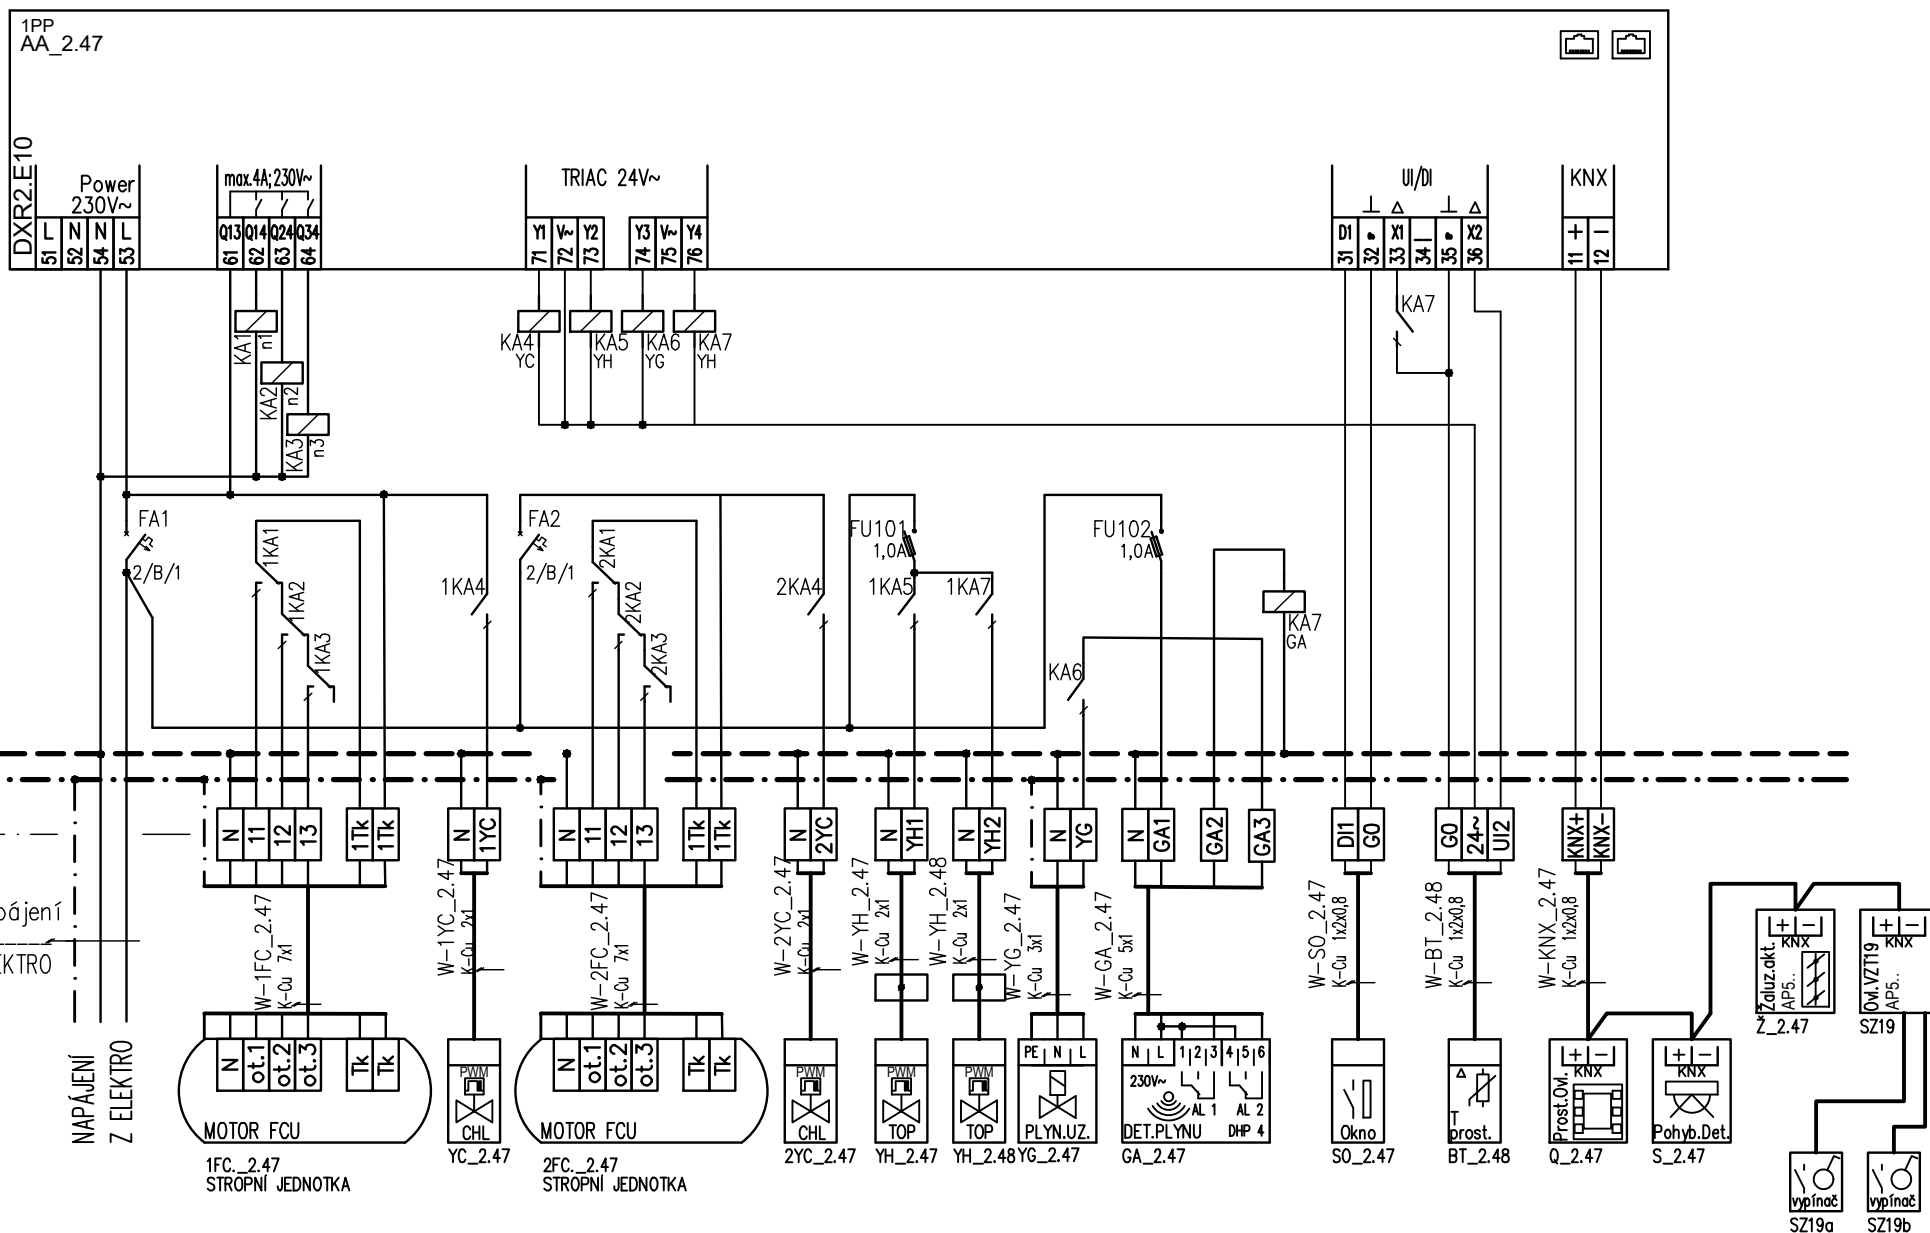 1PP
AA_2.47
DXR2.E10
Power
230V~
max.4A;230V~
TRIAC 24V~
UI/DI
KNX
L N N L
51 52 54 53
Q13 Q14 Q24 Q34
61 62 63 64
Y1 V~ Y2 Y3 V~ Y4
71 72 73 74 75 76
D1 X1 X2
31 32 33 34 35 36
+ −
11 12
KA1 n1
KA2 n2
KA3 n3
KA4
YC
KA5
YH
KA6
YG
KA7
YH
KA7
FA1
2/B/1
1KA1
1KA2
1KA3
1KA4
FA2
2/B/1
2KA1
2KA2
2KA3
2KA4
FU101
1,0A
1KA5
1KA7
FU102
1,0A
KA6
KA7
GA
N 11 12 13 1Tk 1Tk
N 1YC
N 11 12 13 1Tk 1Tk
N 2YC
N YH1
N YH2
N YG
N GA1 GA2 GA3
DI1 G0
G0 24~ UI2
KNX+ KNX-
pájení
EKTRO
NAPÁJENÍ
Z ELEKTRO
W-1FC_2.47
K-Cu 7x1
W-1YC_2.47
K-Cu 2x1
W-2FC_2.47
K-Cu 7x1
W-2YC_2.47
K-Cu 2x1
W-YH_2.47
K-Cu 2x1
W-YH_2.48
K-Cu 2x1
W-YG_2.47
K-Cu 3x1
W-GA_2.47
K-Cu 5x1
W-SO_2.47
K-Cu 1x2x0,8
W-BT_2.48
K-Cu 1x2x0,8
W-KNX_2.47
K-Cu 1x2x0,8
N ot.1 ot.2 ot.3 Tk Tk
MOTOR FCU
1FC._2.47
STROPNÍ JEDNOTKA
PWM
CHL
YC_2.47
N ot.1 ot.2 ot.3 Tk Tk
MOTOR FCU
2FC._2.47
STROPNÍ JEDNOTKA
PWM
CHL
2YC_2.47
PWM
TOP
YH_2.47
PWM
TOP
YH_2.48
PE N L
PLYN.UZ.
YG_2.47
N L 1 2 3 4 5 6
230V~
AL 1 AL 2
DET.PLYNU DHP 4
GA_2.47
Okno
SO_2.47
T
prost.
BT_2.48
+ −
KNX
Prost.Ovl.
Q_2.47
+ −
KNX
Pohyb.Det.
S_2.47
+ −
KNX
Žaluz.akt.
AP5..
Ž_2.47
+ −
KNX
Ovl.VZT19
AP5..
SZ19
vypínač
SZ19a
vypínač
SZ19b